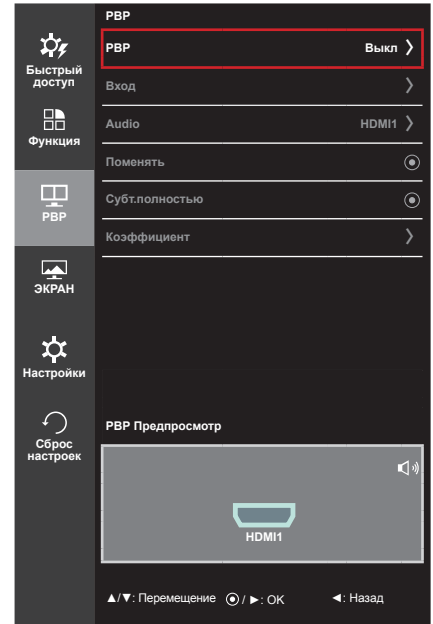 PBP
Быстрый
доступ
Функция
PBP
ЭКРАН
Настройки
Сброс
настроек
PBP Выкл
Вход
Audio HDMI1
Поменять
Субт.полностью
Коэффициент
PBP Предпросмотр
HDMI1
▲/▼: Перемещение ◉ / ►: OK ◄: Назад